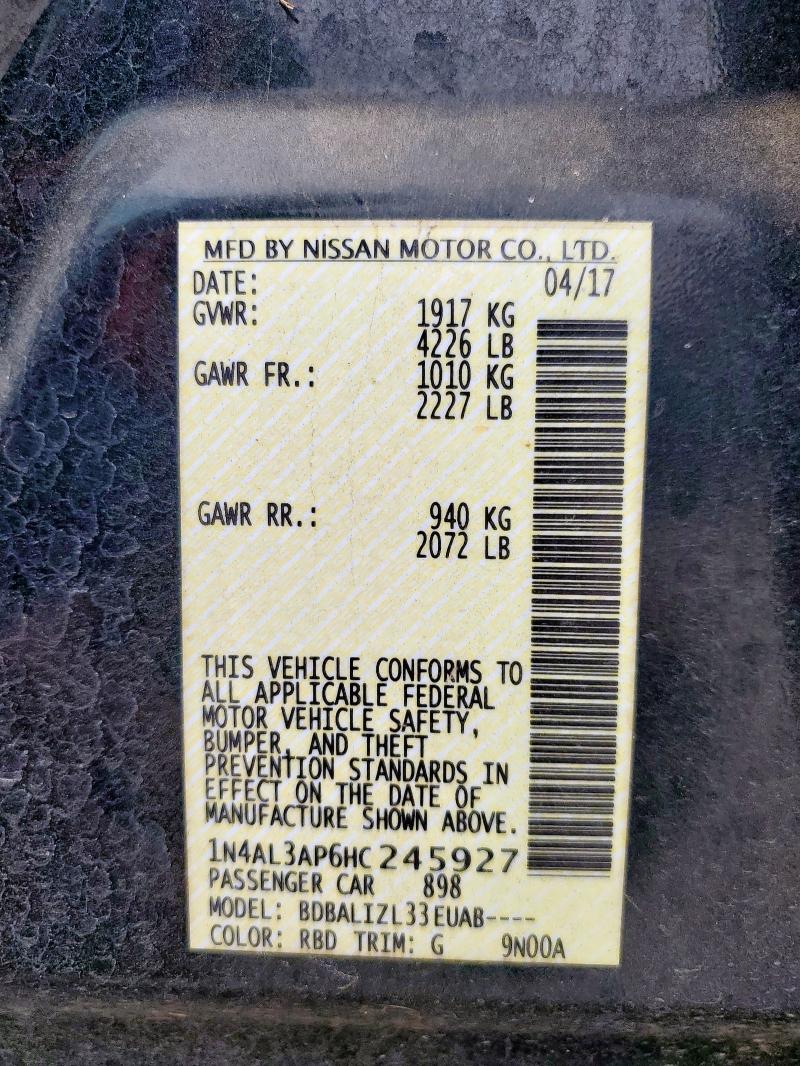 MFD BY NISSAN MOTOR CO., LTD.
DATE: 04/17
GVWR: 1917 KG
4226 LB
GAWR FR.: 1010 KG
2227 LB
GAWR RR.: 940 KG
2072 LB
THIS VEHICLE CONFORMS TO
ALL APPLICABLE FEDERAL
MOTOR VEHICLE SAFETY,
BUMPER, AND THEFT
PREVENTION STANDARDS IN
EFFECT ON THE DATE OF
MANUFACTURE SHOWN ABOVE.
1N4AL3AP6HC245927
PASSENGER CAR 898
MODEL: BDBALIZL33EUAB----
COLOR: RBD TRIM: G 9N00A